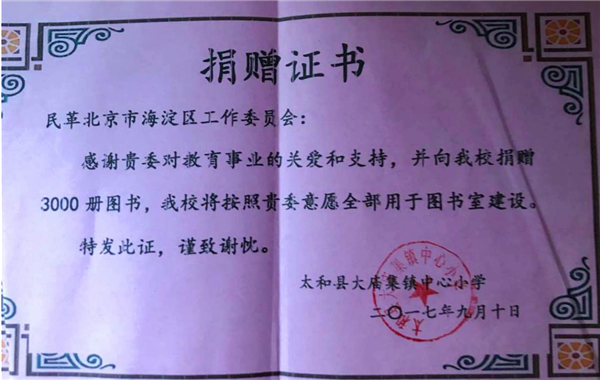 捐赠证书
民革北京市海淀区工作委员会：
感谢贵委对教育事业的关爱和支持，并向我校捐赠
3000册图书，我校将按照贵委意愿全部用于图书室建设。
特发此证，谨致谢忱。
太和县大庙集镇中心小学
二〇一七年九月十日